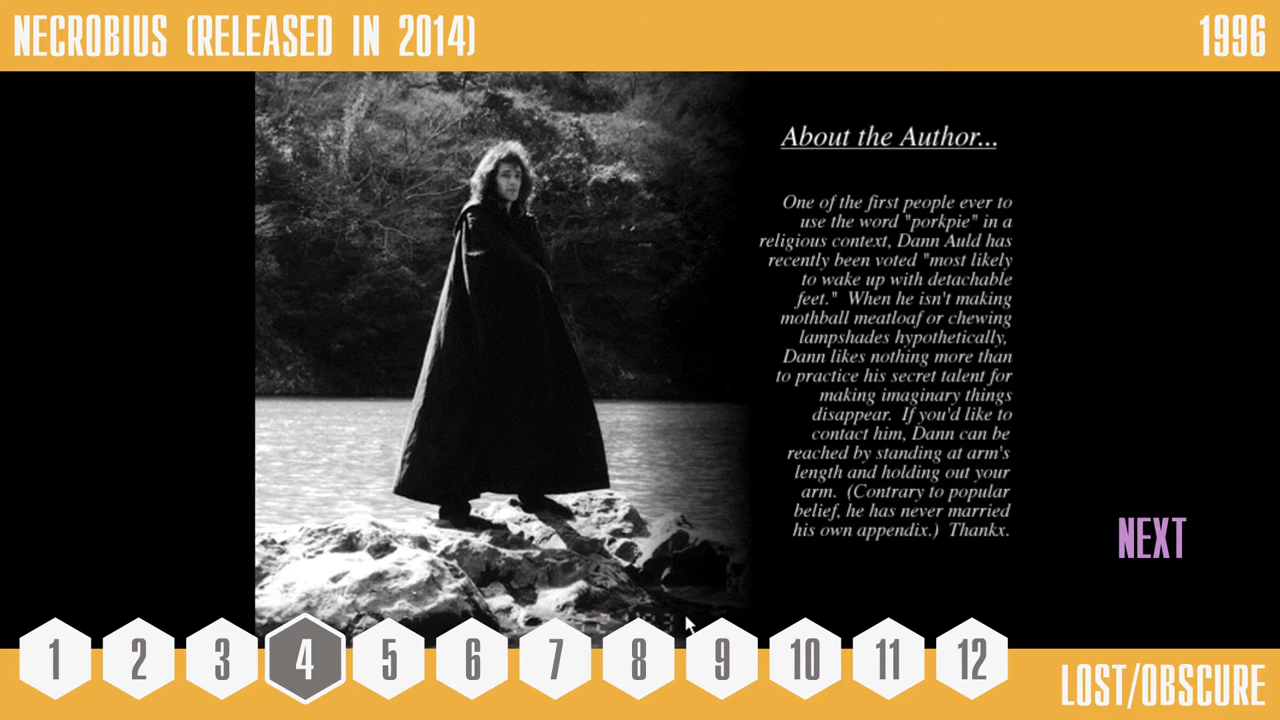 NECROBIUS (RELEASED IN 2014)
1996
About the Author...
One of the first people ever to
use the word "porkpie" in a
religious context, Dann Auld has
recently been voted "most likely
to wake up with detachable
feet." When he isn't making
mothball meatloaf or chewing
lampshades hypothetically,
Dann likes nothing more than
to practice his secret talent for
making imaginary things
disappear. If you'd like to
contact him, Dann can be
reached by standing at arm's
length and holding out your
arm. (Contrary to popular
belief, he has never married
his own appendix.) Thankx.
NEXT
1 2 3 4 5 6 7 8 9 10 11 12
LOST/OBSCURE